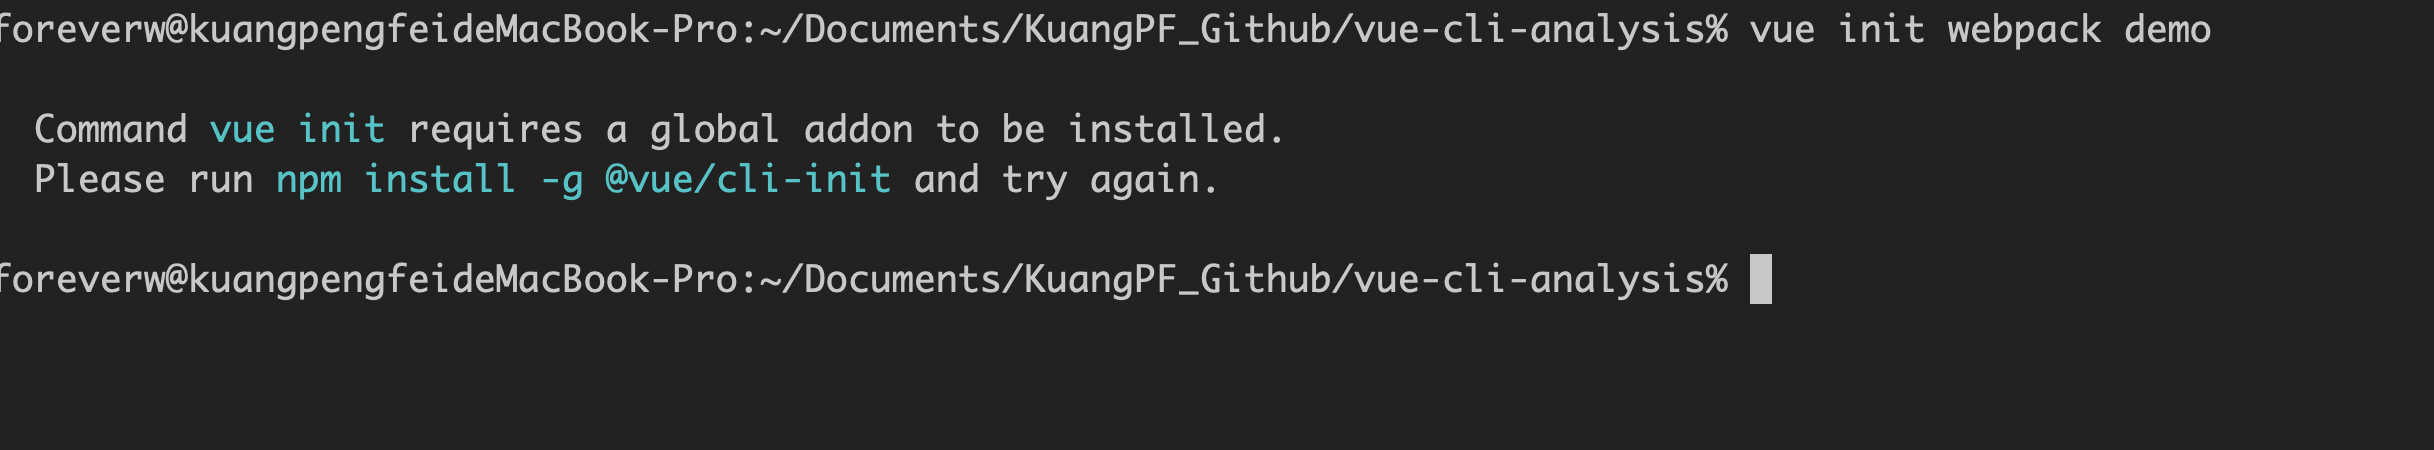 foreverw@kuangpengfeideMacBook-Pro:~/Documents/KuangPF_Github/vue-cli-analysis% vue init webpack demo
Command vue init requires a global addon to be installed.
Please run npm install -g @vue/cli-init and try again.
foreverw@kuangpengfeideMacBook-Pro:~/Documents/KuangPF_Github/vue-cli-analysis%